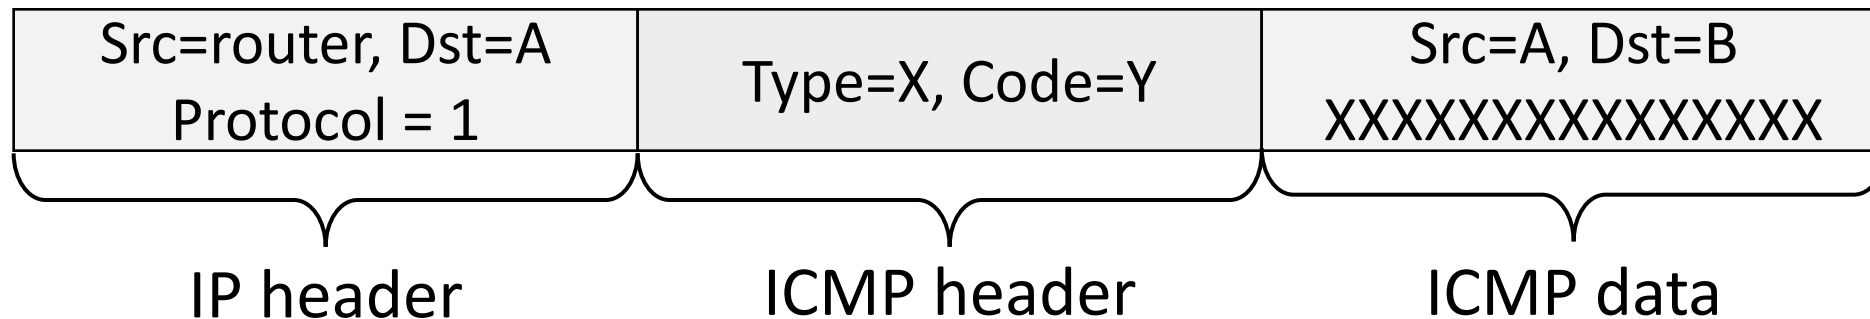 Src=router, Dst=A
Protocol = 1
Type=X, Code=Y
Src=A, Dst=B
XXXXXXXXXXXXXXX
IP header
ICMP header
ICMP data